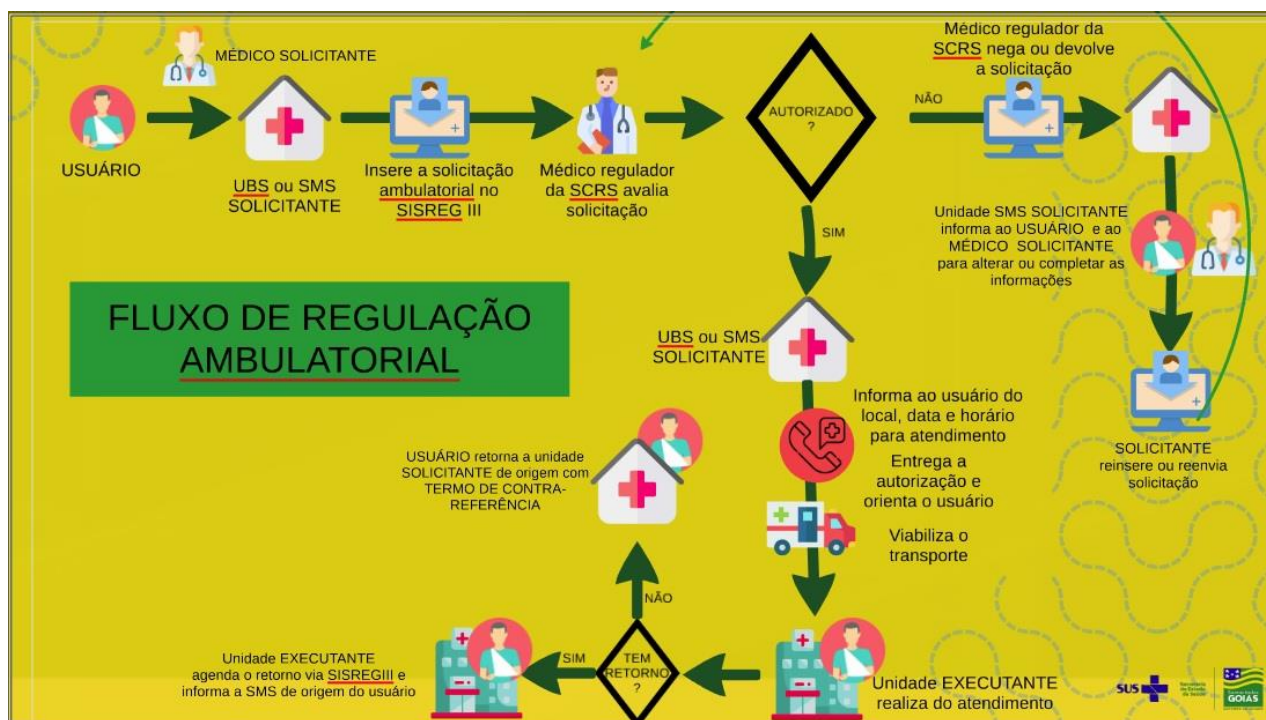 MÉDICO SOLICITANTE
USUÁRIO
UBS ou SMS
SOLICITANTE
Insere a solicitação
ambulatorial no
SISREG III
Médico regulador
da SCRS avalia
solicitação
AUTORIZADO
?
NÃO
Médico regulador da
SCRS nega ou devolve
a solicitação
Unidade SMS SOLICITANTE
informa ao USUÁRIO e ao
MÉDICO SOLICITANTE
para alterar ou completar as
informações
SOLICITANTE
reinsere ou reenvia
solicitação
SIM
FLUXO DE REGULAÇÃO
AMBULATORIAL
UBS ou SMS
SOLICITANTE
Informa ao usuário do
local, data e horário
para atendimento
Entrega a
autorização e
orienta o usuário
Viabiliza o
transporte
Unidade EXECUTANTE
realiza do atendimento
TEM
RETORNO
?
NÃO
USUÁRIO retorna a unidade
SOLICITANTE de origem com
TERMO DE CONTRA-
REFERÊNCIA
SIM
Unidade EXECUTANTE
agenda o retorno via SISREGIII e
informa a SMS de origem do usuário
SUS
Secretaria
de Estado
da Saúde
GOIÁS